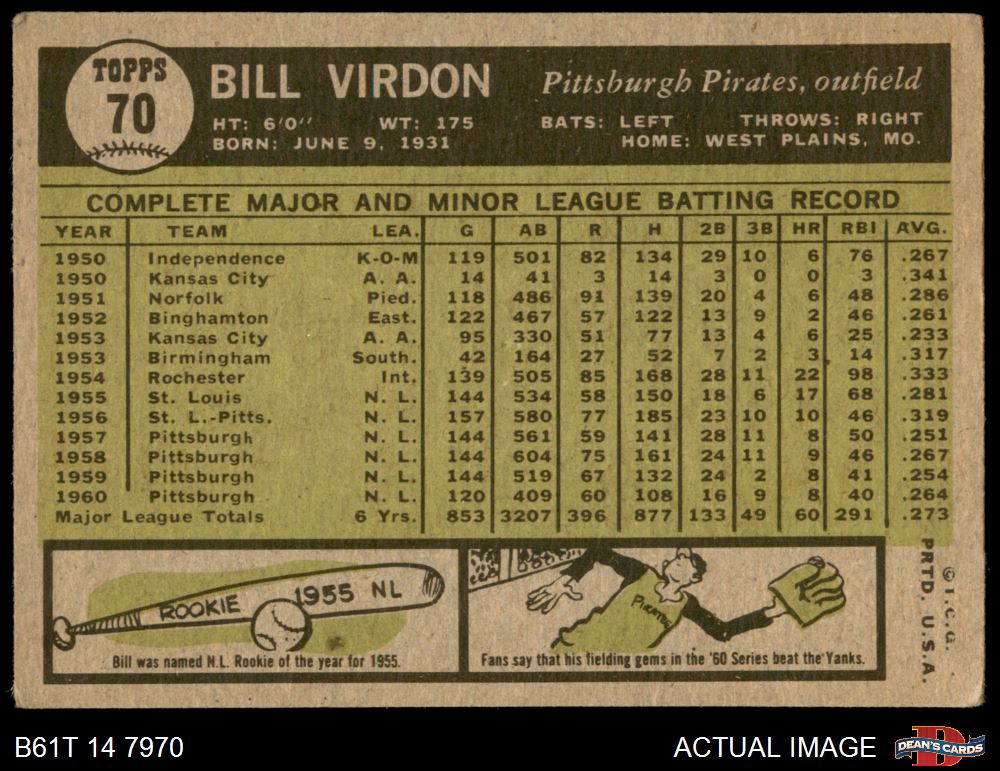 TOPPS
70
BILL VIRDON Pittsburgh Pirates, outfield
HT: 6'0" WT: 175 BATS: LEFT THROWS: RIGHT
BORN: JUNE 9, 1931 HOME: WEST PLAINS, MO.
COMPLETE MAJOR AND MINOR LEAGUE BATTING RECORD
YEAR TEAM LEA. G AB R H 2B 3B HR RBI AVG.
1950 Independence K-O-M 119 501 82 134 29 10 6 76 .267
1950 Kansas City A. A. 14 41 3 14 3 0 0 3 .341
1951 Norfolk Pied. 118 486 91 139 20 4 6 48 .286
1952 Binghamton East. 122 467 57 122 13 9 2 46 .261
1953 Kansas City A. A. 95 330 51 77 13 4 6 25 .233
1953 Birmingham South. 42 164 27 52 7 2 3 14 .317
1954 Rochester Int. 139 505 85 168 28 11 22 98 .333
1955 St. Louis N. L. 144 534 58 150 18 6 17 68 .281
1956 St. L.-Pitts. N. L. 157 580 77 185 23 10 10 46 .319
1957 Pittsburgh N. L. 144 561 59 141 28 11 8 50 .251
1958 Pittsburgh N. L. 144 604 75 161 24 11 9 46 .267
1959 Pittsburgh N. L. 144 519 67 132 24 2 8 41 .254
1960 Pittsburgh N. L. 120 409 60 108 16 9 8 40 .264
Major League Totals 6 Yrs. 853 3207 396 877 133 49 60 291 .273
ROOKIE 1955 NL
Bill was named N.L. Rookie of the year for 1955.
PIRATES
Fans say that his fielding gems in the '60 Series beat the Yanks.
© T.C.G.
PRTD. U.S.A.
B61T 14 7970
ACTUAL IMAGE
D
DEAN'S CARDS